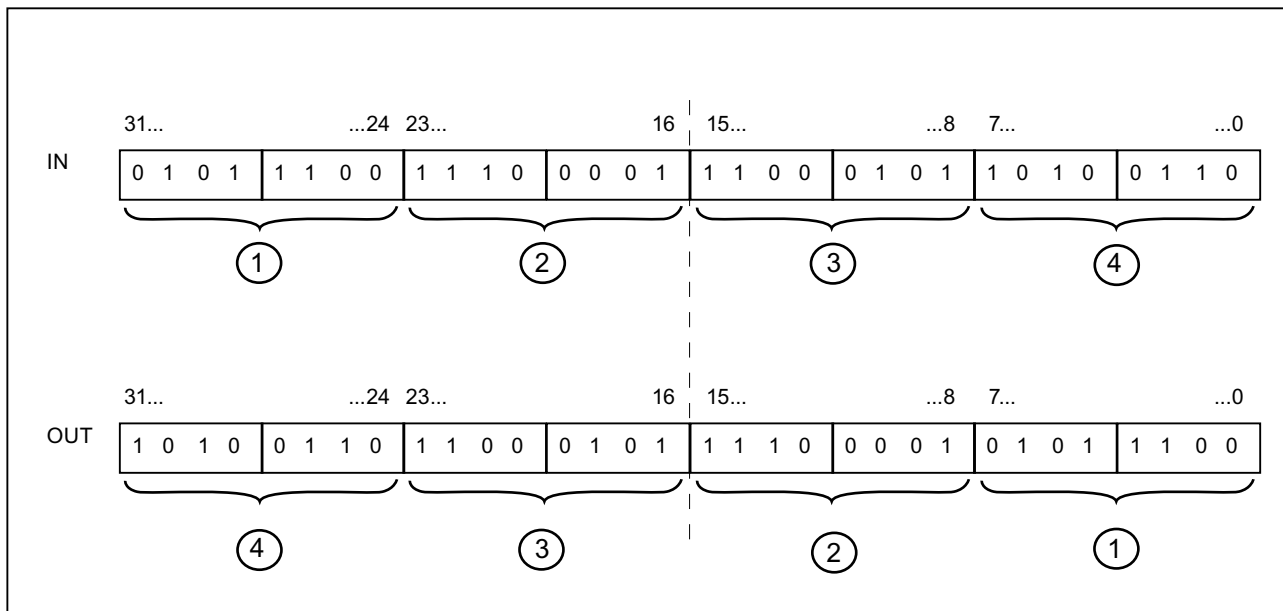 31... ...24 23... 16 15... ...8 7... ...0
IN 0 1 0 1 1 1 0 0 1 1 1 0 0 0 0 1 1 1 0 0 0 1 0 1 1 0 1 0 0 1 1 0
1 2 3 4
31... ...24 23... 16 15... ...8 7... ...0
OUT 1 0 1 0 0 1 1 0 1 1 0 0 0 1 0 1 1 1 1 0 0 0 0 1 0 1 0 1 1 1 0 0
4 3 2 1